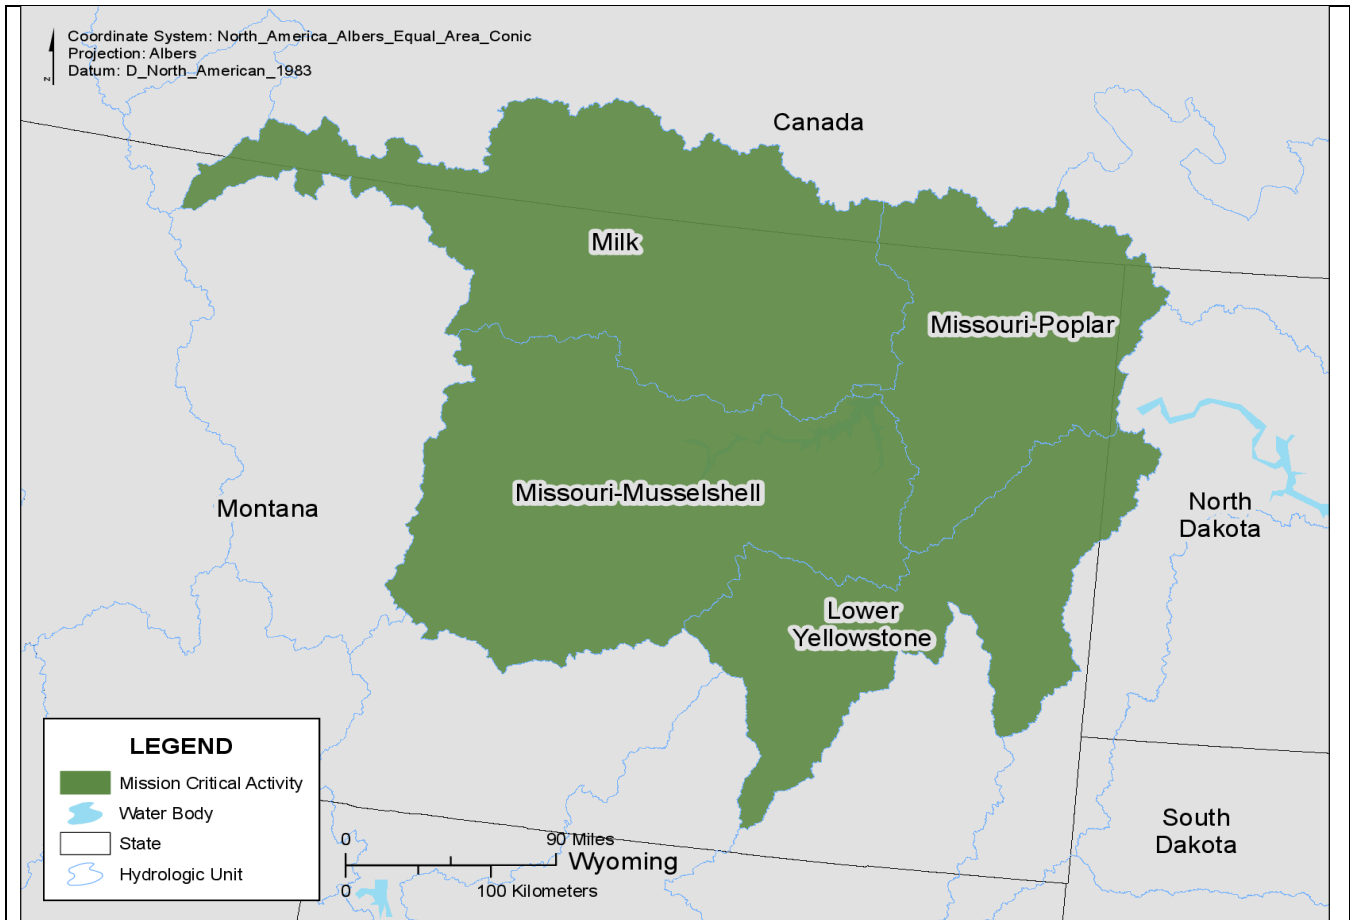 Coordinate System: North_America_Albers_Equal_Area_Conic
Projection: Albers
Datum: D_North_American_1983
N
Canada
Milk
Missouri-Poplar
Missouri-Musselshell
Montana
North
Dakota
Lower
Yellowstone
LEGEND
Mission Critical Activity
Water Body
State
Hydrologic Unit
0 90 Miles
0 100 Kilometers
Wyoming
South
Dakota